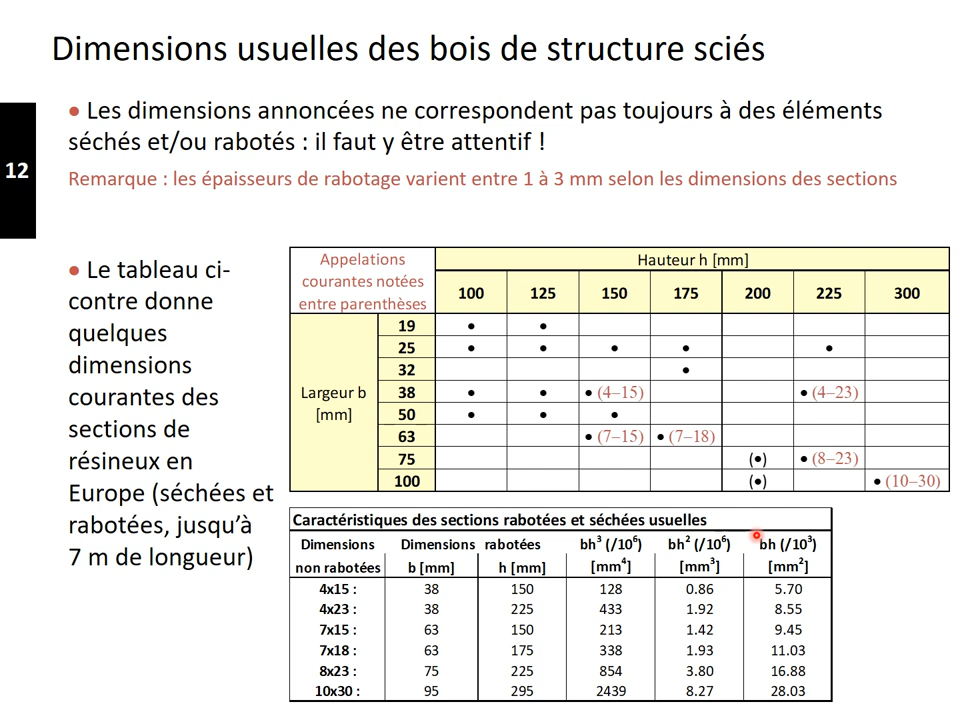 Dimensions usuelles des bois de structure sciés
12
• Les dimensions annoncées ne correspondent pas toujours à des éléments
séchés et/ou rabotés : il faut y être attentif !
Remarque : les épaisseurs de rabotage varient entre 1 à 3 mm selon les dimensions des sections
• Le tableau ci-
contre donne
quelques
dimensions
courantes des
sections de
résineux en
Europe (séchées et
rabotées, jusqu'à
7 m de longueur)
Appelations
courantes notées
entre parenthèses
Hauteur h [mm]
100 125 150 175 200 225 300
Largeur b
[mm]
19 • •
25 • • • • •
32 •
38 • • • (4–15) • (4–23)
50 • • •
63 • (7–15) • (7–18)
75 (•) • (8–23)
100 (•) • (10–30)
Caractéristiques des sections rabotées et séchées usuelles
Dimensions Dimensions rabotées bh³ (/10⁶) bh² (/10⁶) bh (/10³)
non rabotées b [mm] h [mm] [mm⁴] [mm³] [mm²]
4x15 : 38 150 128 0.86 5.70
4x23 : 38 225 433 1.92 8.55
7x15 : 63 150 213 1.42 9.45
7x18 : 63 175 338 1.93 11.03
8x23 : 75 225 854 3.80 16.88
10x30 : 95 295 2439 8.27 28.03